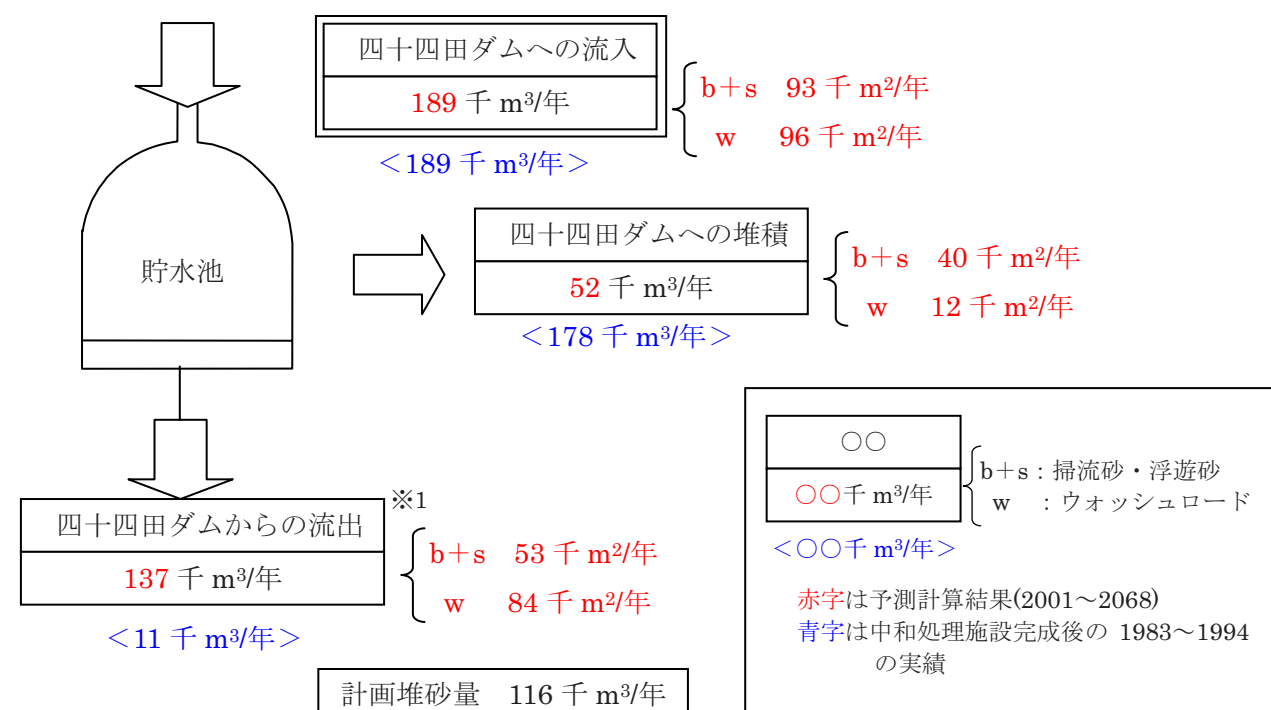 四十四田ダムへの流入
189 千 m³/年
b+s 93 千 m²/年
w 96 千 m²/年
<189 千 m³/年>
四十四田ダムへの堆積
52 千 m³/年
b+s 40 千 m²/年
w 12 千 m²/年
<178 千 m³/年>
貯水池
四十四田ダムからの流出
※1
137 千 m³/年
b+s 53 千 m²/年
w 84 千 m²/年
<11 千 m³/年>
計画堆砂量 116 千 m³/年
○○
○○千 m³/年
b+s:掃流砂・浮遊砂
w :ウォッシュロード
<○○千 m³/年>
赤字は予測計算結果(2001~2068)
青字は中和処理施設完成後の 1983~1994
の実績